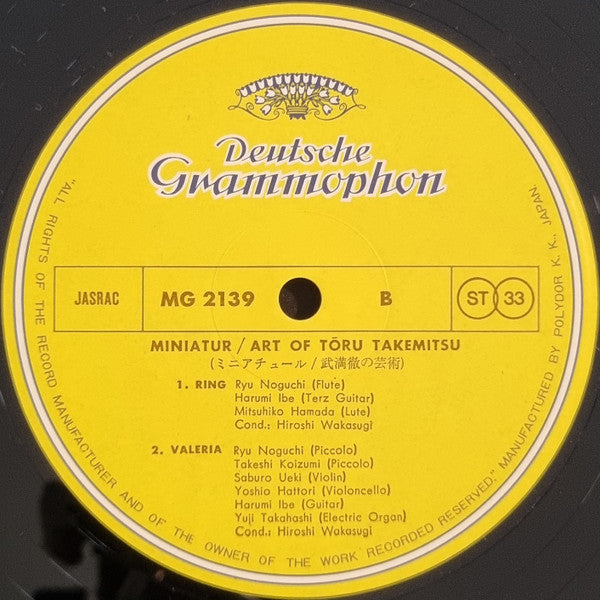 Deutsche
Grammophon
JASRAC
MG 2139
B
ST 33
MINIATUR / ART OF TŌRU TAKEMITSU
(ミニアチュール / 武満徹の芸術)
1. RING Ryu Noguchi (Flute)
Harumi Ibe (Terz Guitar)
Mitsuhiko Hamada (Lute)
Cond.: Hiroshi Wakasugi
2. VALERIA Ryu Noguchi (Piccolo)
Takeshi Koizumi (Piccolo)
Saburo Ueki (Violin)
Yoshio Hattori (Violoncello)
Harumi Ibe (Guitar)
Yuji Takahashi (Electric Organ)
Cond.: Hiroshi Wakasugi
"ALL RIGHTS OF THE RECORD MANUFACTURER AND OF THE OWNER OF THE WORK RECORDED RESERVED." MANUFACTURED BY POLYDOR K. K., JAPAN.